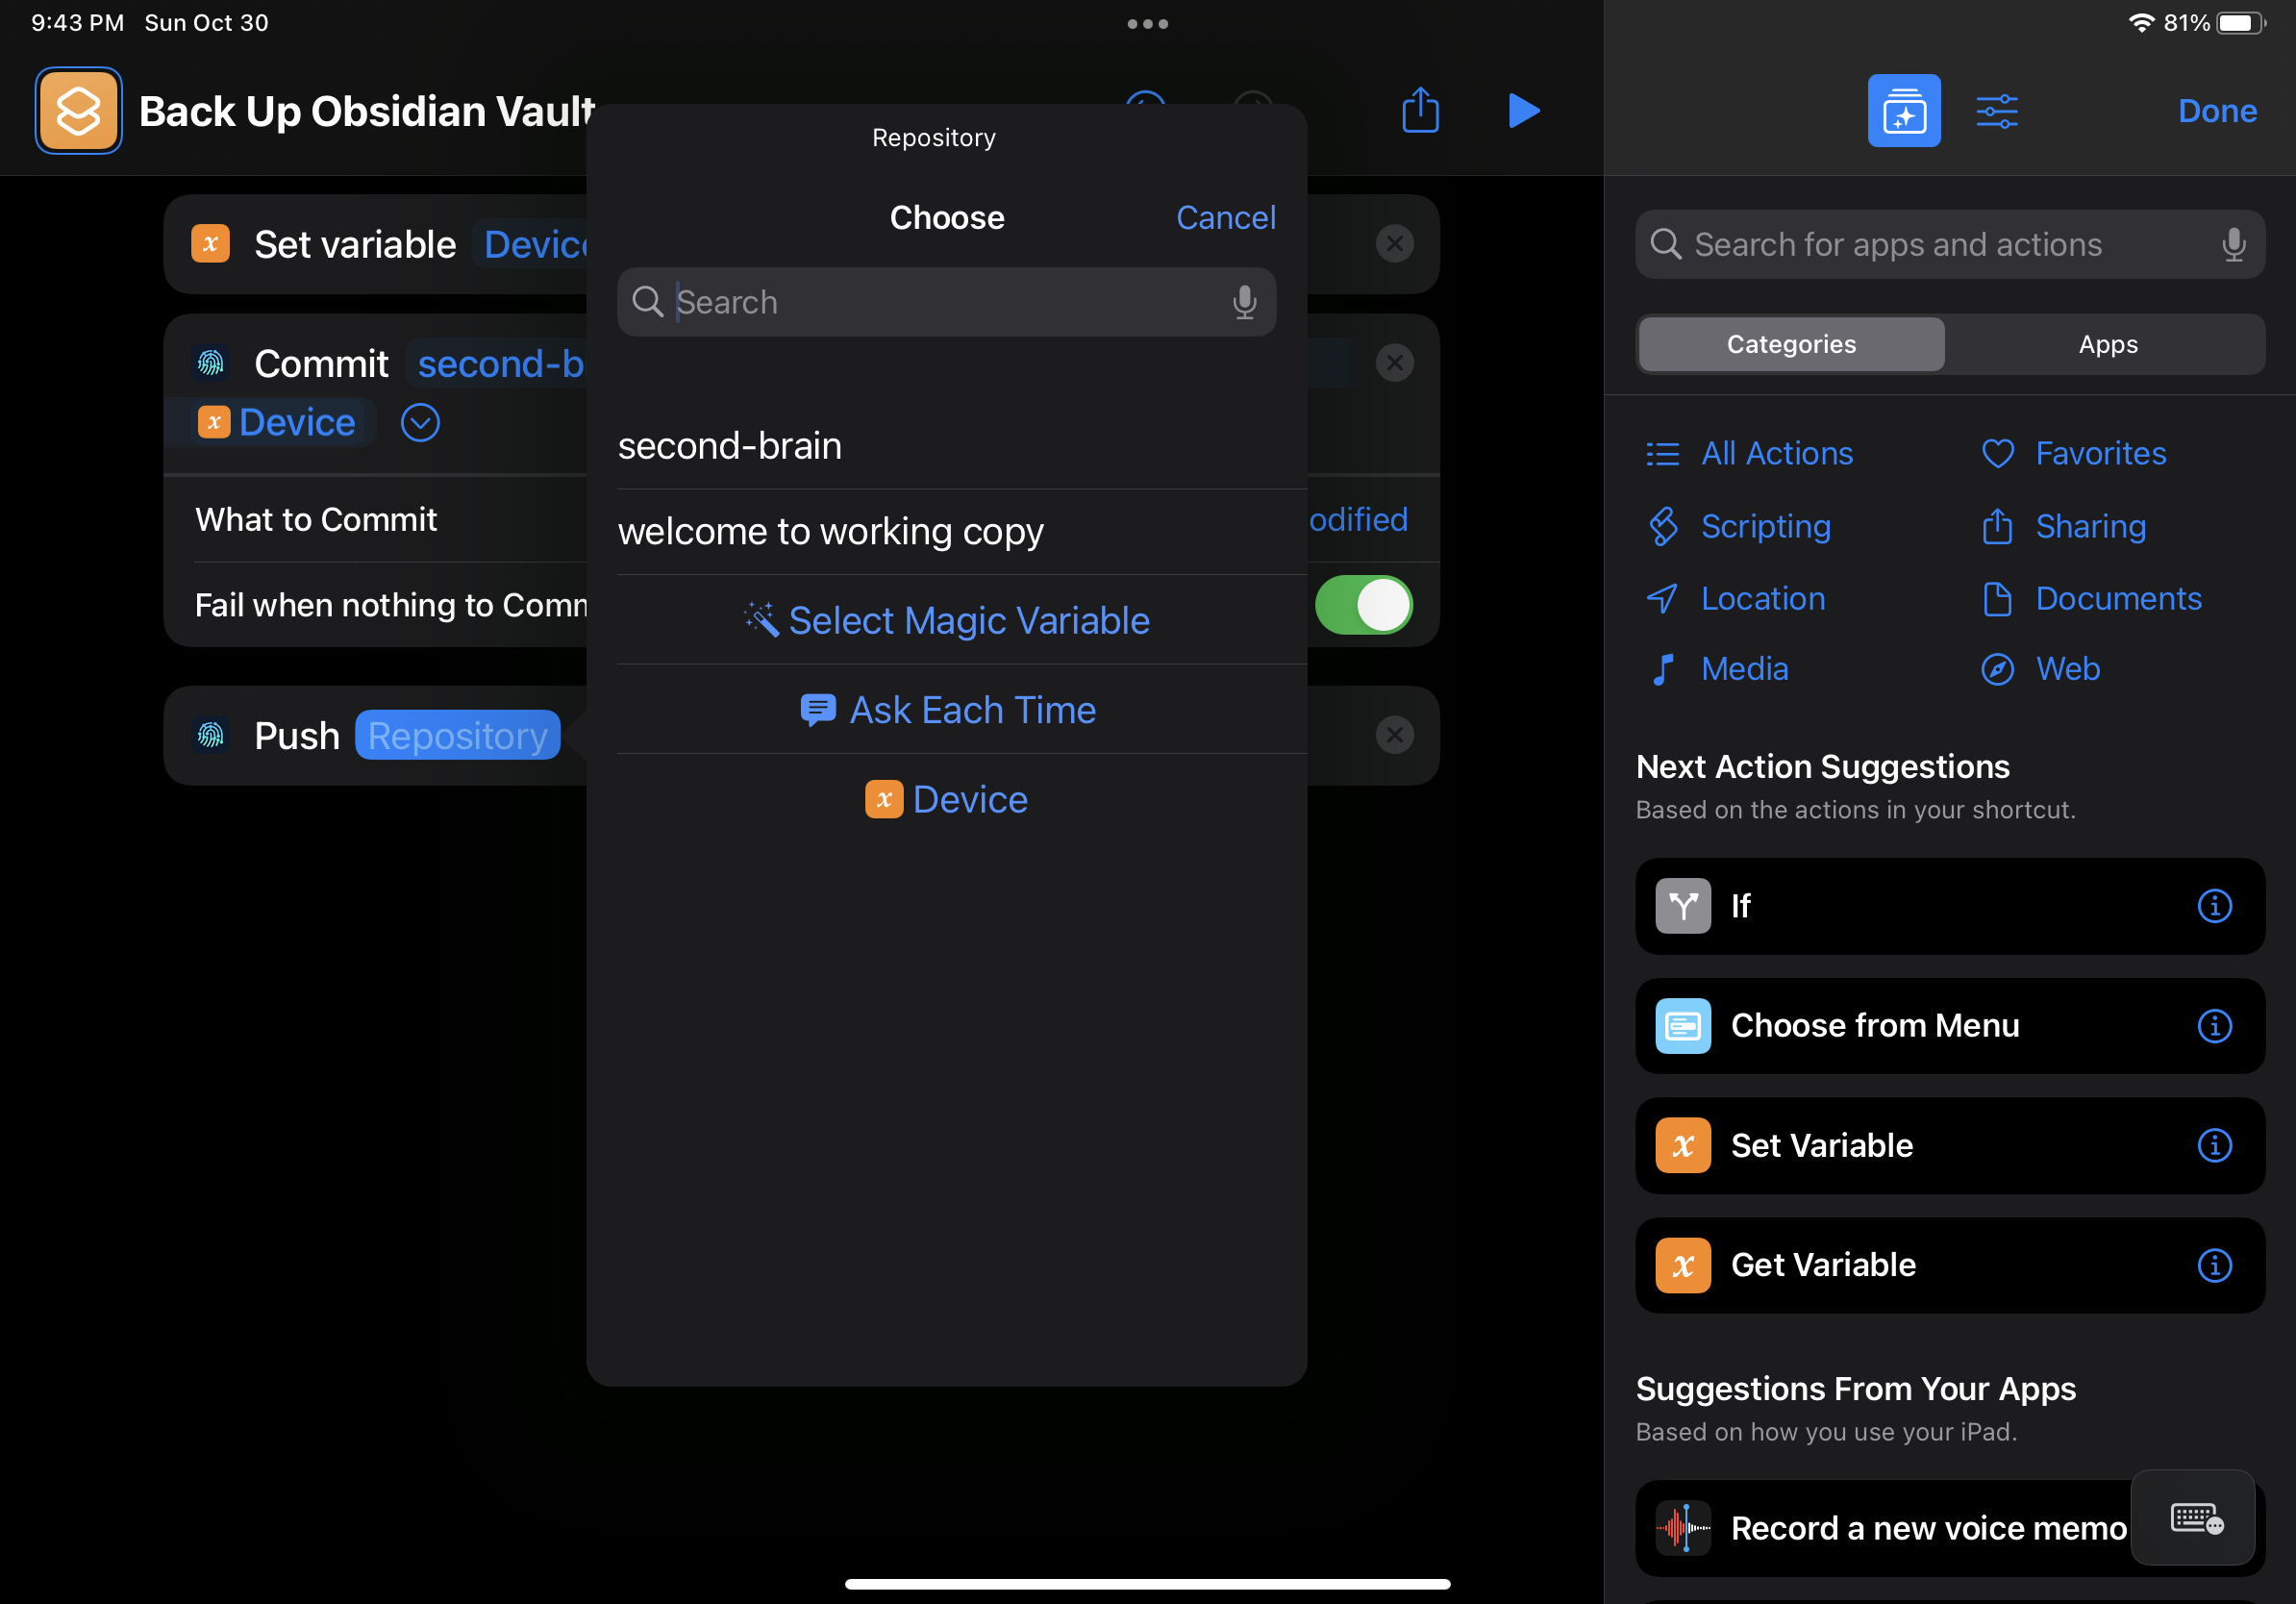 9:43 PM Sun Oct 30
81%
Back Up Obsidian Vault
Done
Set variable
Commit second-b
Device
What to Commit
odified
Fail when nothing to Comm
Push Repository
Repository
Choose
Cancel
Search
second-brain
welcome to working copy
Select Magic Variable
Ask Each Time
Device
Search for apps and actions
Categories
Apps
All Actions
Favorites
Scripting
Sharing
Location
Documents
Media
Web
Next Action Suggestions
Based on the actions in your shortcut.
If
Choose from Menu
Set Variable
Get Variable
Suggestions From Your Apps
Based on how you use your iPad.
Record a new voice memo